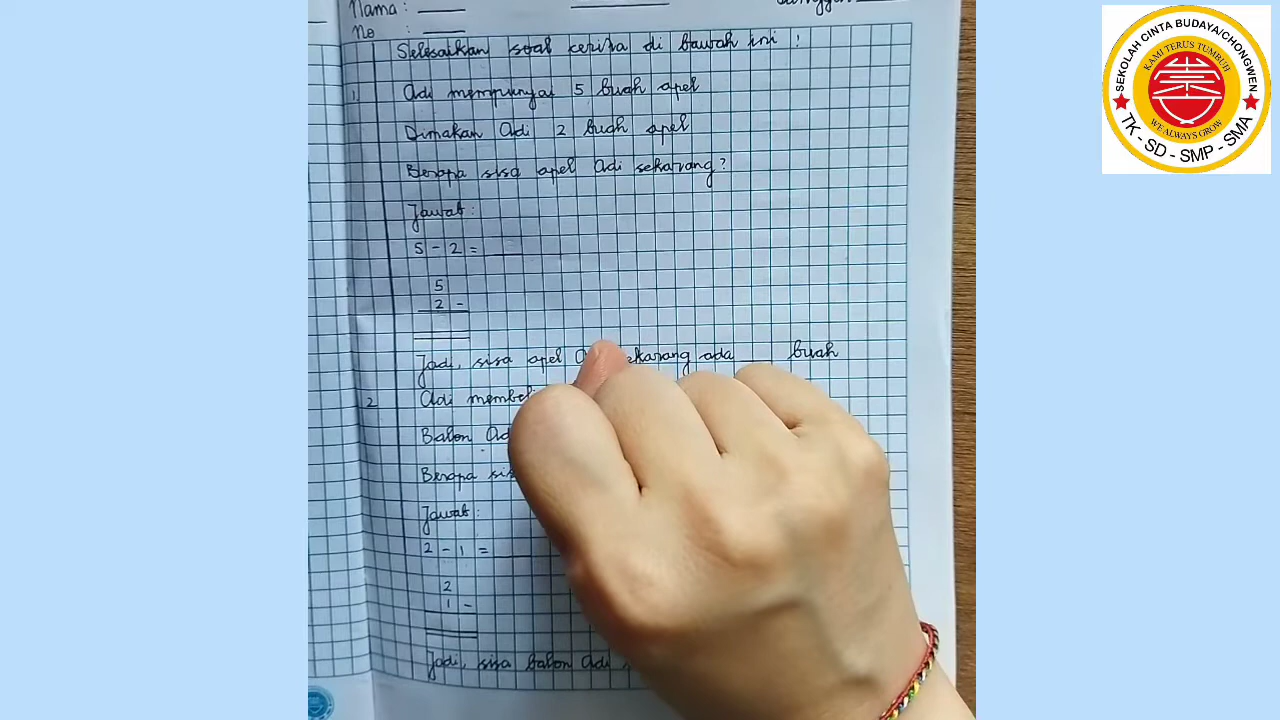 Nama :
No :
Selesaikan soal cerita di bawah ini !
1. Adi mempunyai 5 buah apel
Dimakan Adi 2 buah apel
Berapa sisa apel Adi sekarang?
Jawab :
5 - 2 =
5
2 -
Jadi, sisa apel sekarang ada ___ buah
2
Adi
Balon
Berapa
Jawab :
2 - 1 =
2
1 -
Jadi, sisa balon Adi
SEKOLAH CINTA BUDAYA/CHONGWEN
KAMI TERUS TUMBUH
WE ALWAYS GROW
TK - SD - SMP - SMA